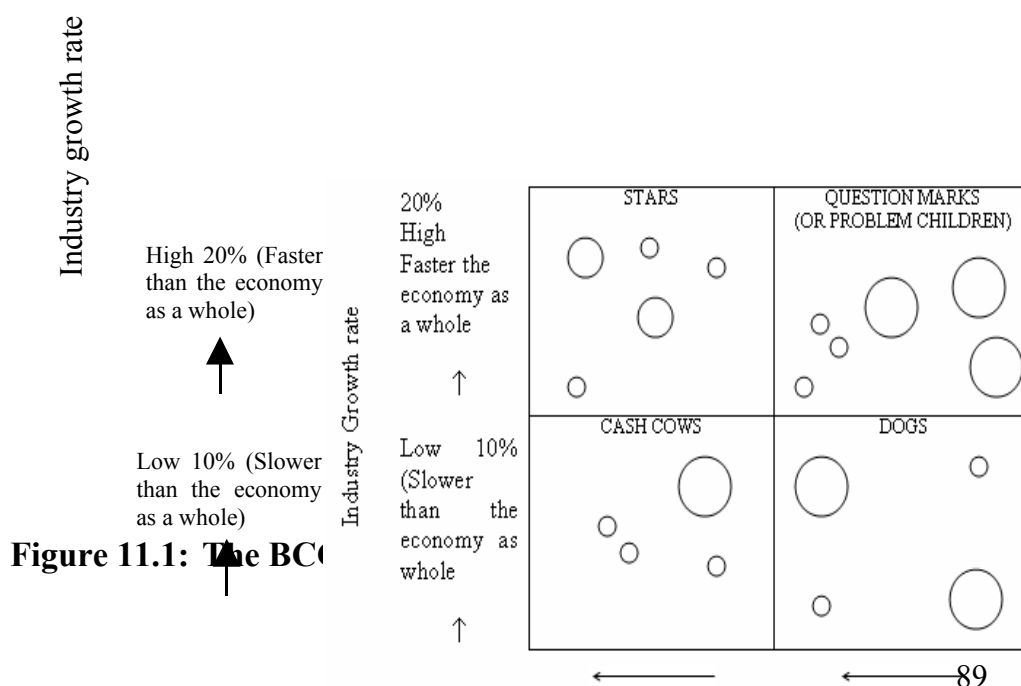 Industry growth rate
High 20% (Faster
than the economy
as a whole)
Low 10% (Slower
than the economy
as a whole)
Figure 11.1: The BCG
Industry Growth rate
20%
High
Faster the
economy as
a whole
↑
Low 10%
(Slower
than the
economy as
whole
↑
STARS
QUESTION MARKS
(OR PROBLEM CHILDREN)
CASH COWS
DOGS
89